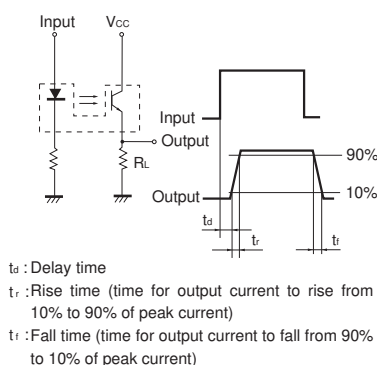 Input
Vcc
Output
RL
Input
Output
90%
10%
td
tr
tf
td : Delay time
tr : Rise time (time for output current to rise from
10% to 90% of peak current)
tf : Fall time (time for output current to fall from 90%
to 10% of peak current)